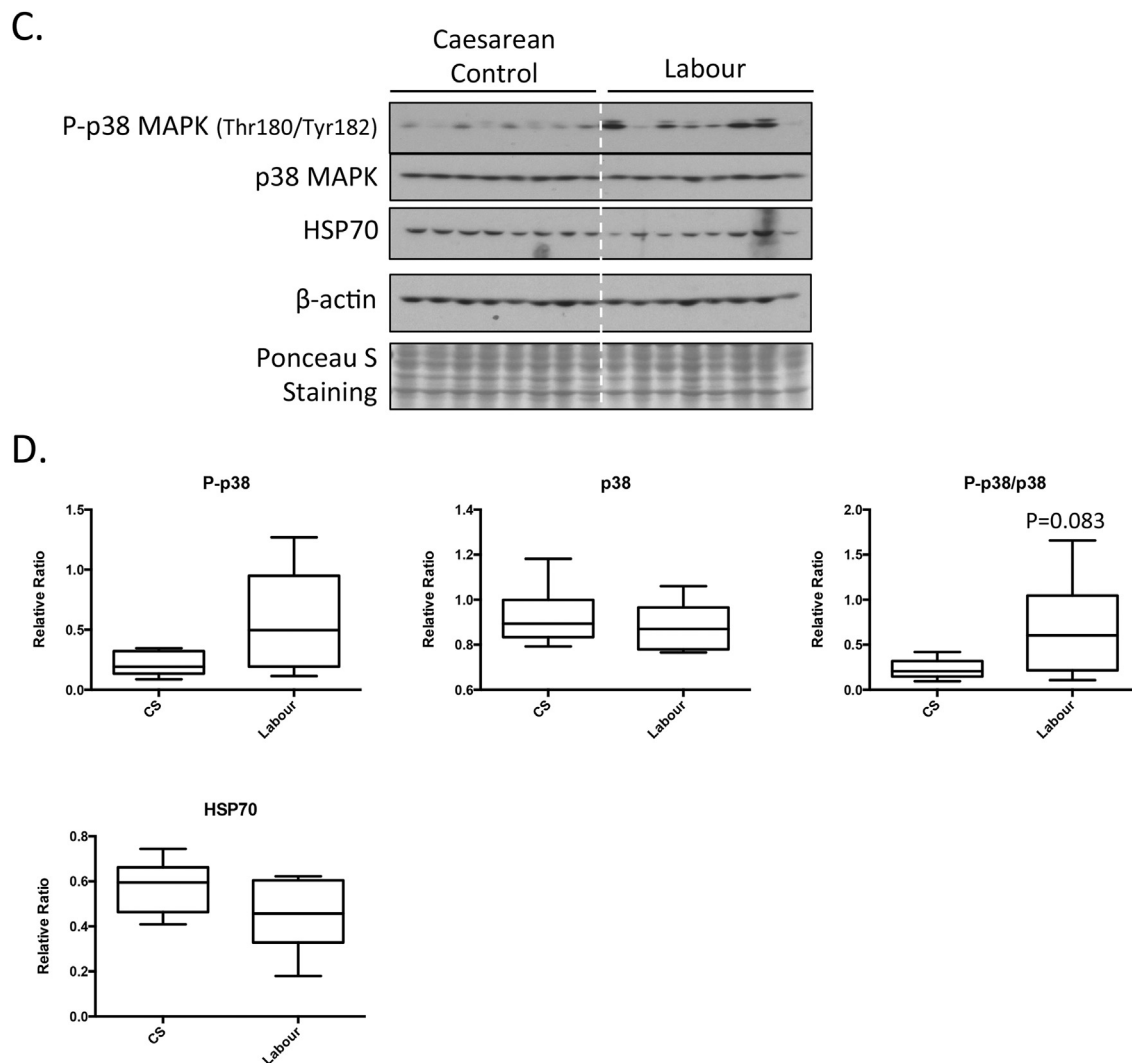 C.
Caesarean
Control
Labour
P-p38 MAPK (Thr180/Tyr182)
p38 MAPK
HSP70
β-actin
Ponceau S
Staining
D.
P-p38
1.5
1.0
0.5
0.0
Relative Ratio
CS
Labour
p38
1.4
1.2
1.0
0.8
0.6
Relative Ratio
CS
Labour
P-p38/p38
P=0.083
2.0
1.5
1.0
0.5
0.0
Relative Ratio
CS
Labour
HSP70
0.8
0.6
0.4
0.2
0.0
Relative Ratio
CS
Labour